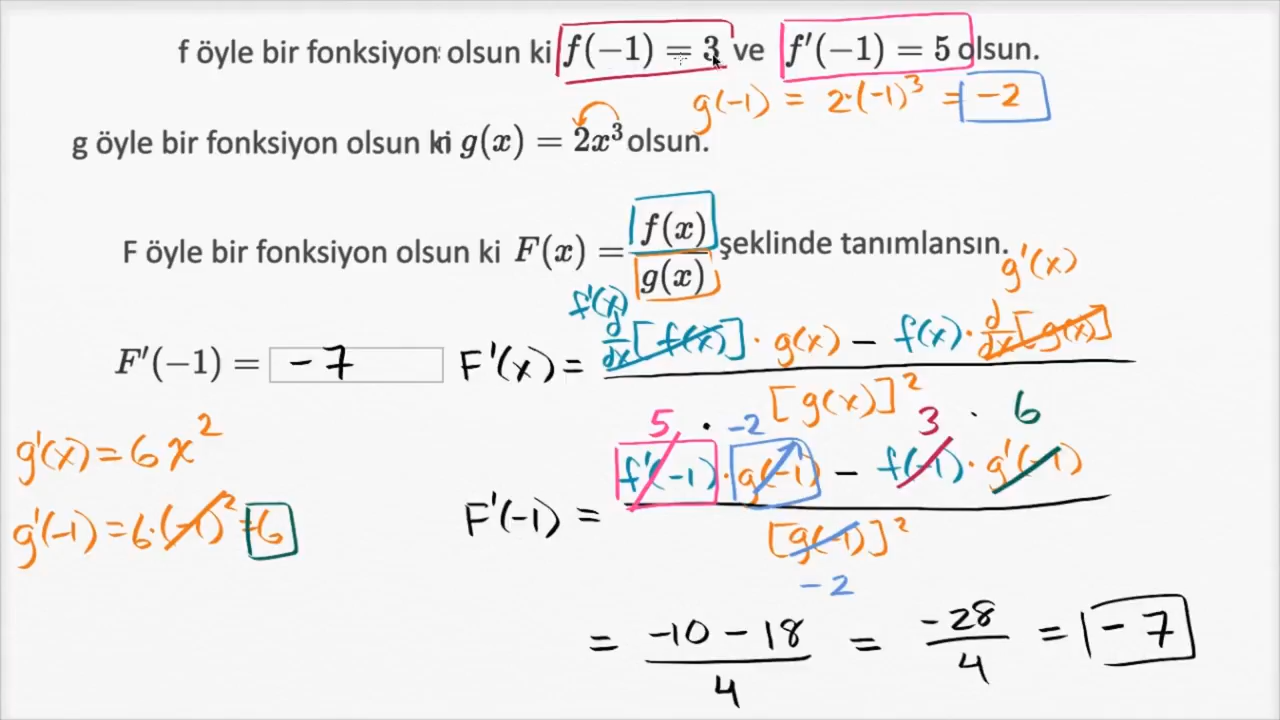 f öyle bir fonksiyon olsun ki f(−1) = 3 ve f′(−1) = 5 olsun.
g(-1) = 2·(-1)³ = -2
g öyle bir fonksiyon olsun ki g(x) = 2x³ olsun.
F öyle bir fonksiyon olsun ki F(x) = f(x)/g(x) şeklinde tanımlansın.
f'(x) g'(x)
F′(−1) = -7 F'(x) = d/dx [f(x)] · g(x) − f(x) · d/dx [g(x)]
[g(x)]²
g'(x) = 6x²
5 · -2 3 · 6
f'(-1) · g(-1) − f(-1) · g'(-1)
g'(-1) = 6·(-1)² = 6 F'(-1) =
[g(-1)]²
-2
= -10 - 18 / 4 = -28 / 4 = -7